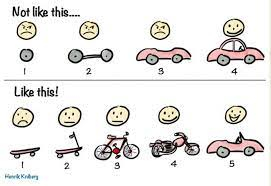 Not like this....
1 2 3 4
Like this!
1 2 3 4 5
Henrik Kniberg